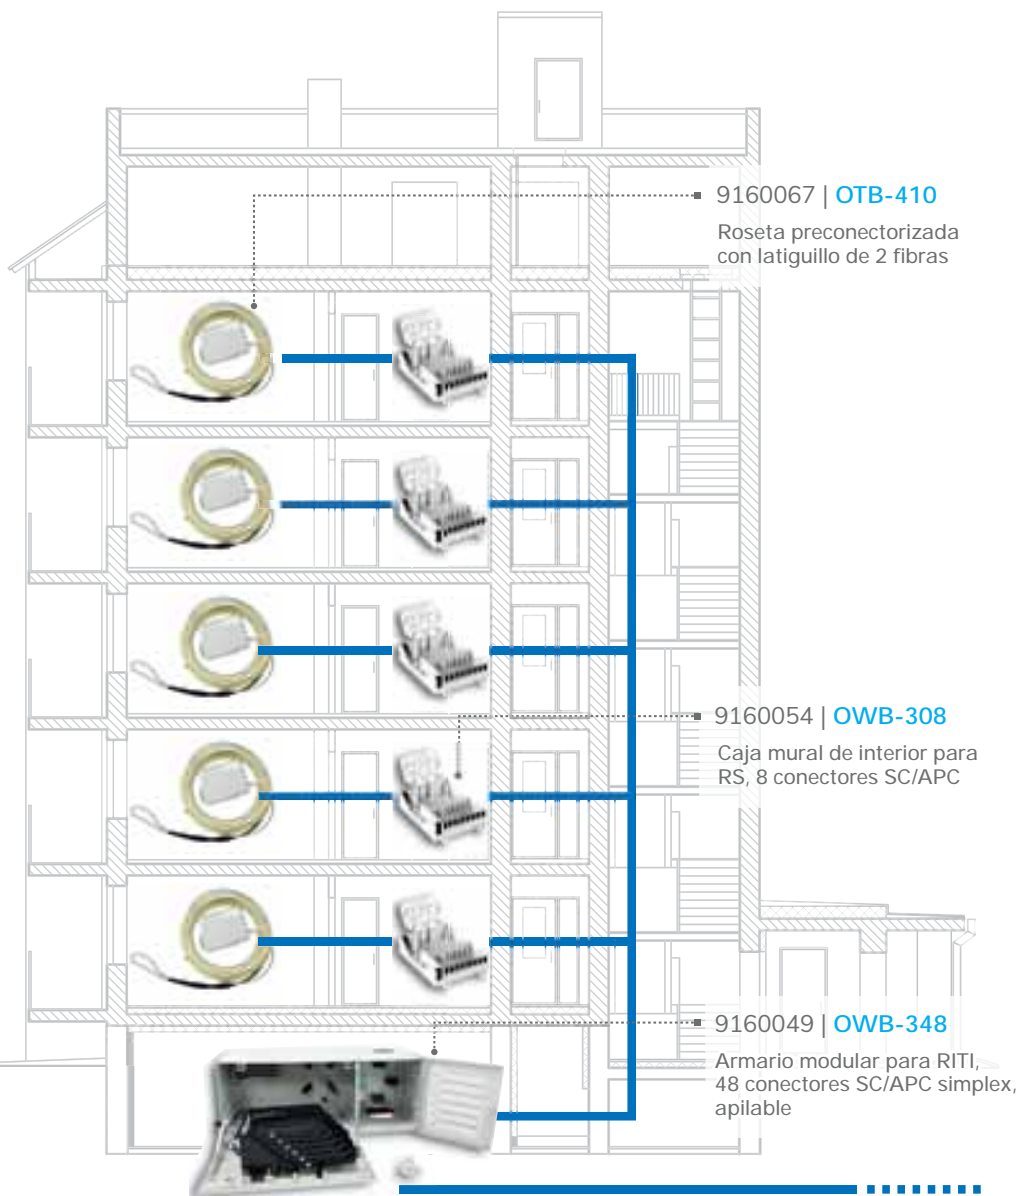 9160067 | OTB-410
Roseta preconectorizada
con latiguillo de 2 fibras
9160054 | OWB-308
Caja mural de interior para
RS, 8 conectores SC/APC
9160049 | OWB-348
Armario modular para RITI,
48 conectores SC/APC simplex,
apilable